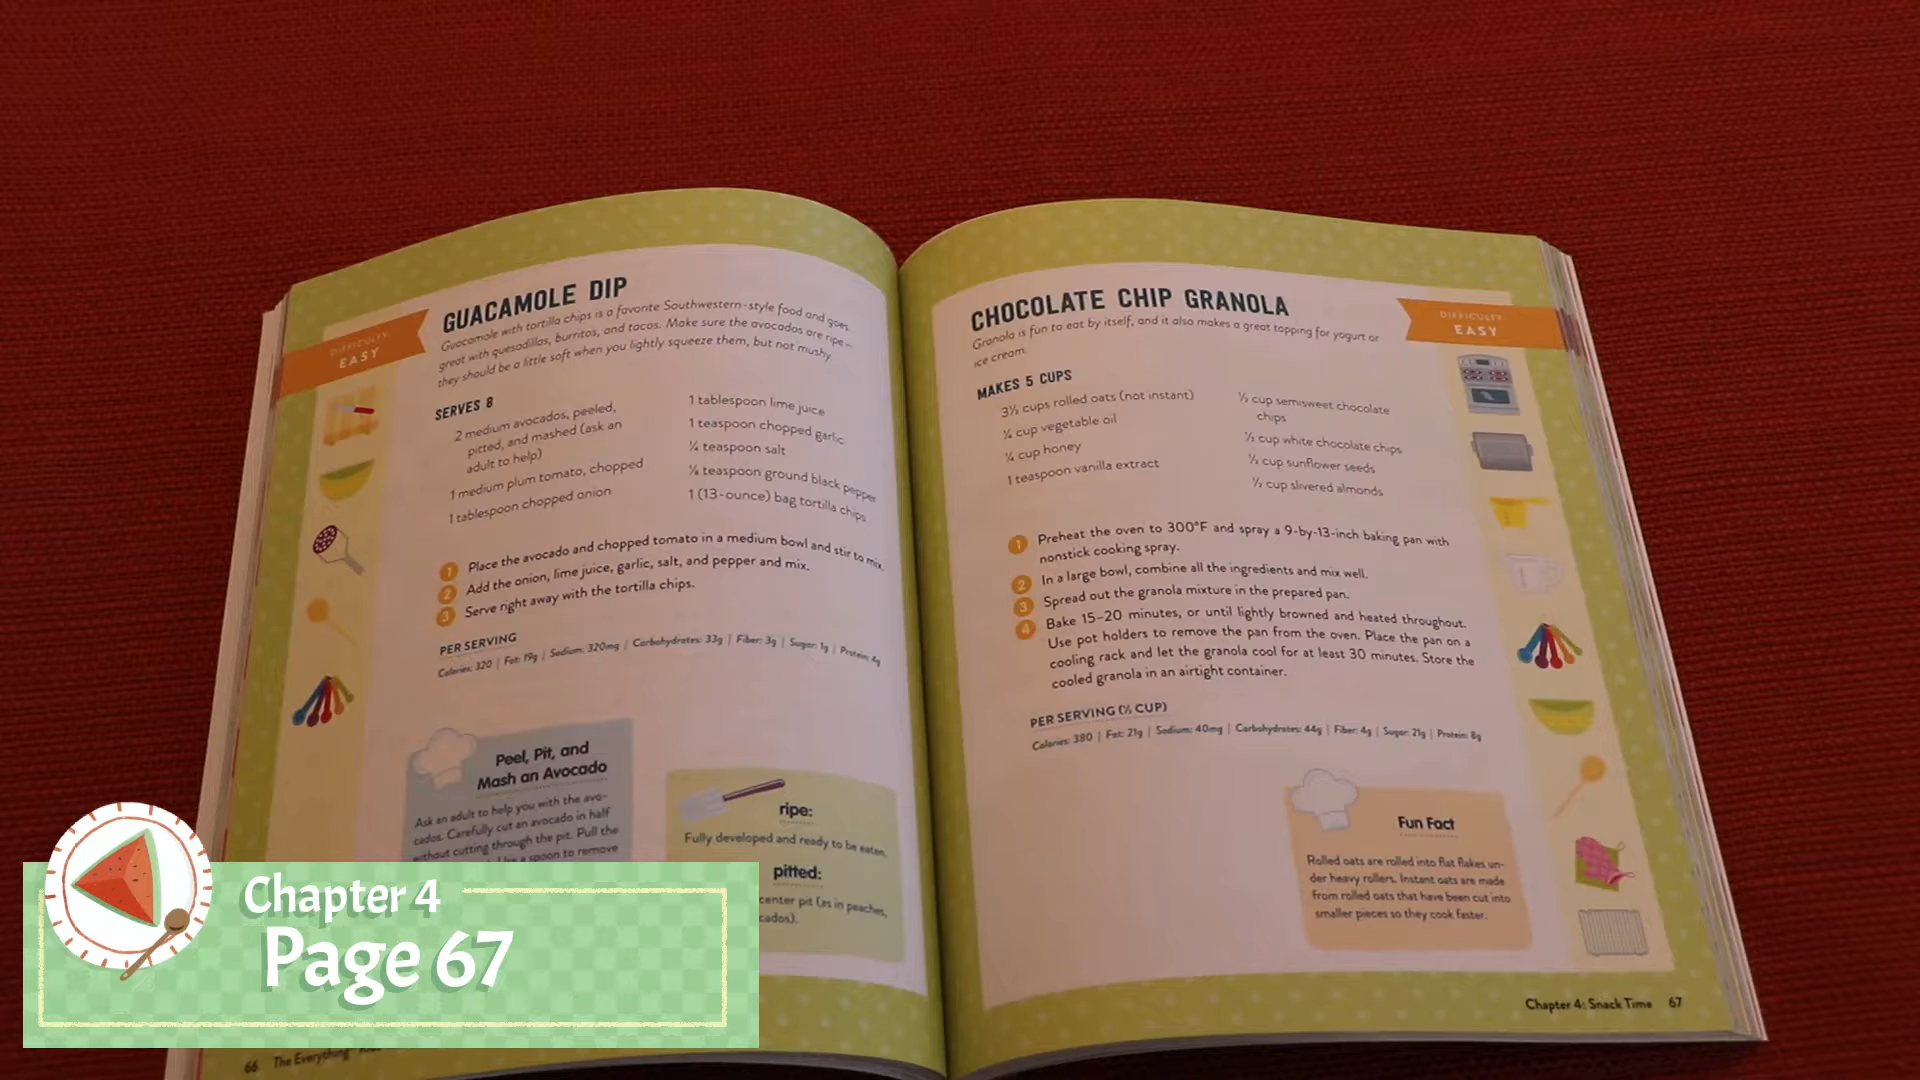 GUACAMOLE DIP
Guacamole with tortilla chips is a favorite Southwestern-style food and goes
great with quesadillas, burritos, and tacos. Make sure the avocados are ripe—
they should be a little soft when you lightly squeeze them, but not mushy.
DIFFICULTY:
EASY
SERVES 8
2 medium avocados, peeled,
pitted, and mashed (ask an
adult to help)
1 medium plum tomato, chopped
1 tablespoon chopped onion
1 tablespoon lime juice
1 teaspoon chopped garlic
¼ teaspoon salt
teaspoon ground black pepper
1 (13-ounce) bag tortilla chips
1 Place the avocado and chopped tomato in a medium bowl and stir to mix.
2 Add the onion, lime juice, garlic, salt, and pepper and mix.
3 Serve right away with the tortilla chips.
PER SERVING
Calories: 320 | Fat: 19g | Sodium: 320mg | Carbohydrates: 33g | Fiber: 3g | Sugar: 1g | Protein: 4g
Peel, Pit, and
Mash an Avocado
Ask an adult to help you with the avo-
cados. Carefully cut an avocado in half
without cutting through the pit. Pull the
a spoon to remove
ripe:
Fully developed and ready to be eaten.
pitted:
center pit (as in peaches,
cados).
66 The Everything
CHOCOLATE CHIP GRANOLA
Granola is fun to eat by itself, and it also makes a great topping for yogurt or
ice cream.
DIFFICULTY:
EASY
MAKES 5 CUPS
3½ cups rolled oats (not instant)
¼ cup vegetable oil
¼ cup honey
1 teaspoon vanilla extract
cup semisweet chocolate
chips
cup white chocolate chips
cup sunflower seeds
cup slivered almonds
1 Preheat the oven to 300°F and spray a 9-by-13-inch baking pan with
nonstick cooking spray.
2 In a large bowl, combine all the ingredients and mix well.
3 Spread out the granola mixture in the prepared pan.
4 Bake 15–20 minutes, or until lightly browned and heated throughout.
Use pot holders to remove the pan from the oven. Place the pan on a
cooling rack and let the granola cool for at least 30 minutes. Store the
cooled granola in an airtight container.
PER SERVING (½ CUP)
Calories: 380 | Fat: 21g | Sodium: 40mg | Carbohydrates: 44g | Fiber: 4g | Sugar: 21g | Protein: 8g
Fun Fact
Rolled oats are rolled into flat flakes un-
der heavy rollers. Instant oats are made
from rolled oats that have been cut into
smaller pieces so they cook faster.
Chapter 4: Snack Time 67
Chapter 4
Page 67